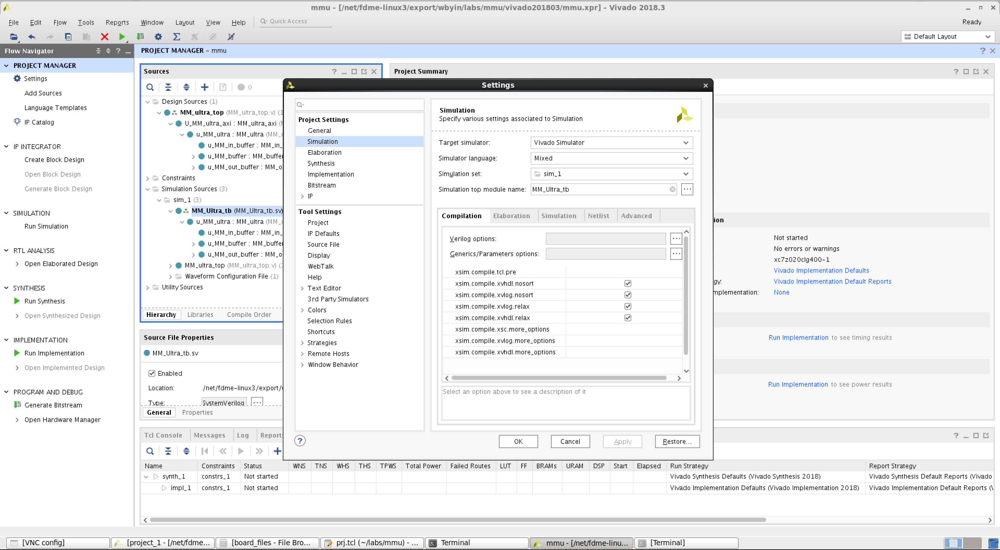 mmu - [/net/fdme-linux3/export/wbyin/labs/mmu/vivado201803/mmu.xpr] - Vivado 2018.3
File Edit Flow Tools Reports Window Layout View Help Quick Access
Ready
Default Layout
Flow Navigator
PROJECT MANAGER - mmu
PROJECT MANAGER
Settings
Add Sources
Language Templates
IP Catalog
IP INTEGRATOR
Create Block Design
Open Block Design
Generate Block Design
SIMULATION
Run Simulation
RTL ANALYSIS
Open Elaborated Design
SYNTHESIS
Run Synthesis
Open Synthesized Design
IMPLEMENTATION
Run Implementation
Open Implemented Design
PROGRAM AND DEBUG
Generate Bitstream
Open Hardware Manager
Sources
0
Design Sources (1)
MM_ultra_top (MM_ultra_top.v) (1
U_MM_ultra_axi : MM_ultra_axi
u_MM_ultra : MM_ultra (MM_
u_MM_in_buffer : MM_in_
u_MM_buffer : MM_buffer
u_MM_out_buffer : MM_o
Constraints
Simulation Sources (3)
sim_1 (3)
MM_Ultra_tb (MM_Ultra_tb.sv)
u_MM_ultra : MM_ultra (MM_
u_MM_in_buffer : MM_in_
u_MM_buffer : MM_buffer
u_MM_out_buffer : MM_o
MM_ultra_top (MM_ultra_top.v)
Waveform Configuration File (1)
Utility Sources
Hierarchy Libraries Compile Order
Source File Properties
MM_Ultra_tb.sv
Enabled
Location: /net/fdme-linux3/export/
Type: SystemVerilog ...
General Properties
Project Summary
ion
Not started
No errors or warnings
xc7z020clg400-1
Vivado Implementation Defaults
gy: Vivado Implementation Default Reports
mplementation: None
Run Implementation to see timing results
Run Implementation to see power results
Settings
Project Settings
General
Simulation
Elaboration
Synthesis
Implementation
Bitstream
IP
Tool Settings
Project
IP Defaults
Source File
Display
WebTalk
Help
Text Editor
3rd Party Simulators
Colors
Selection Rules
Shortcuts
Strategies
Remote Hosts
Window Behavior
Simulation
Specify various settings associated to Simulation
Target simulator: Vivado Simulator
Simulator language: Mixed
Simulation set: sim_1
Simulation top module name: MM_Ultra_tb ...
Compilation Elaboration Simulation Netlist Advanced
Verilog options: ...
Generics/Parameters options: ...
xsim.compile.tcl.pre
xsim.compile.xvhdl.nosort
xsim.compile.xvlog.nosort
xsim.compile.xvlog.relax
xsim.compile.xvhdl.relax
xsim.compile.xsc.more_options
xsim.compile.xvlog.more_options
xsim.compile.xvhdl.more_options
Select an option above to see a description of it
OK Cancel Apply Restore...
Tcl Console Messages Log Report
Name Constraints Status WNS TNS WHS THS TPWS Total Power Failed Routes LUT FF BRAMs URAM DSP Start Elapsed Run Strategy Report Strategy
synth_1 constrs_1 Not started Vivado Synthesis Defaults (Vivado Synthesis 2018) Vivado Synthesis Default Reports (Vivado
impl_1 constrs_1 Not started Vivado Implementation Defaults (Vivado Implementation 2018) Vivado Implementation Default Reports (
[VNC config] [project_1 - [/net/fdme... [board_files - File Bro... prj.tcl (~/labs/mmu) - ... Terminal mmu - [/net/fdme-linu... [Terminal]